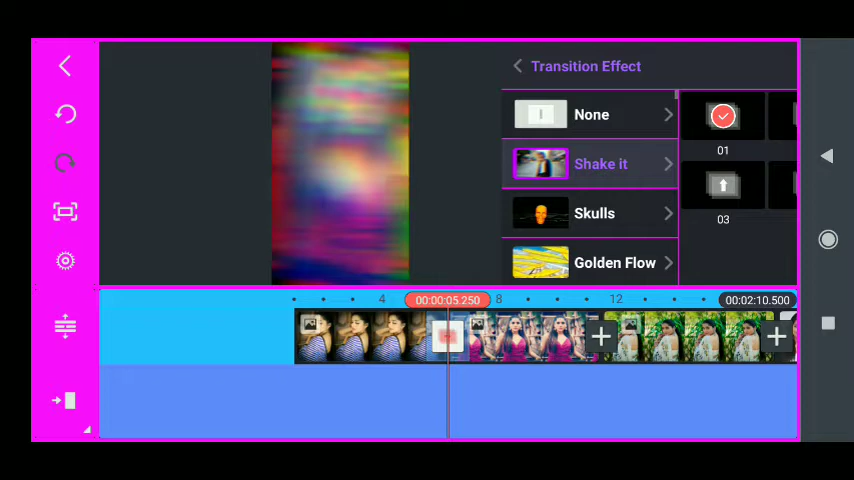 Transition Effect
None
01
Shake it
Skulls
03
Golden Flow
4
00:00:05.250
8
12
00:02:10.500